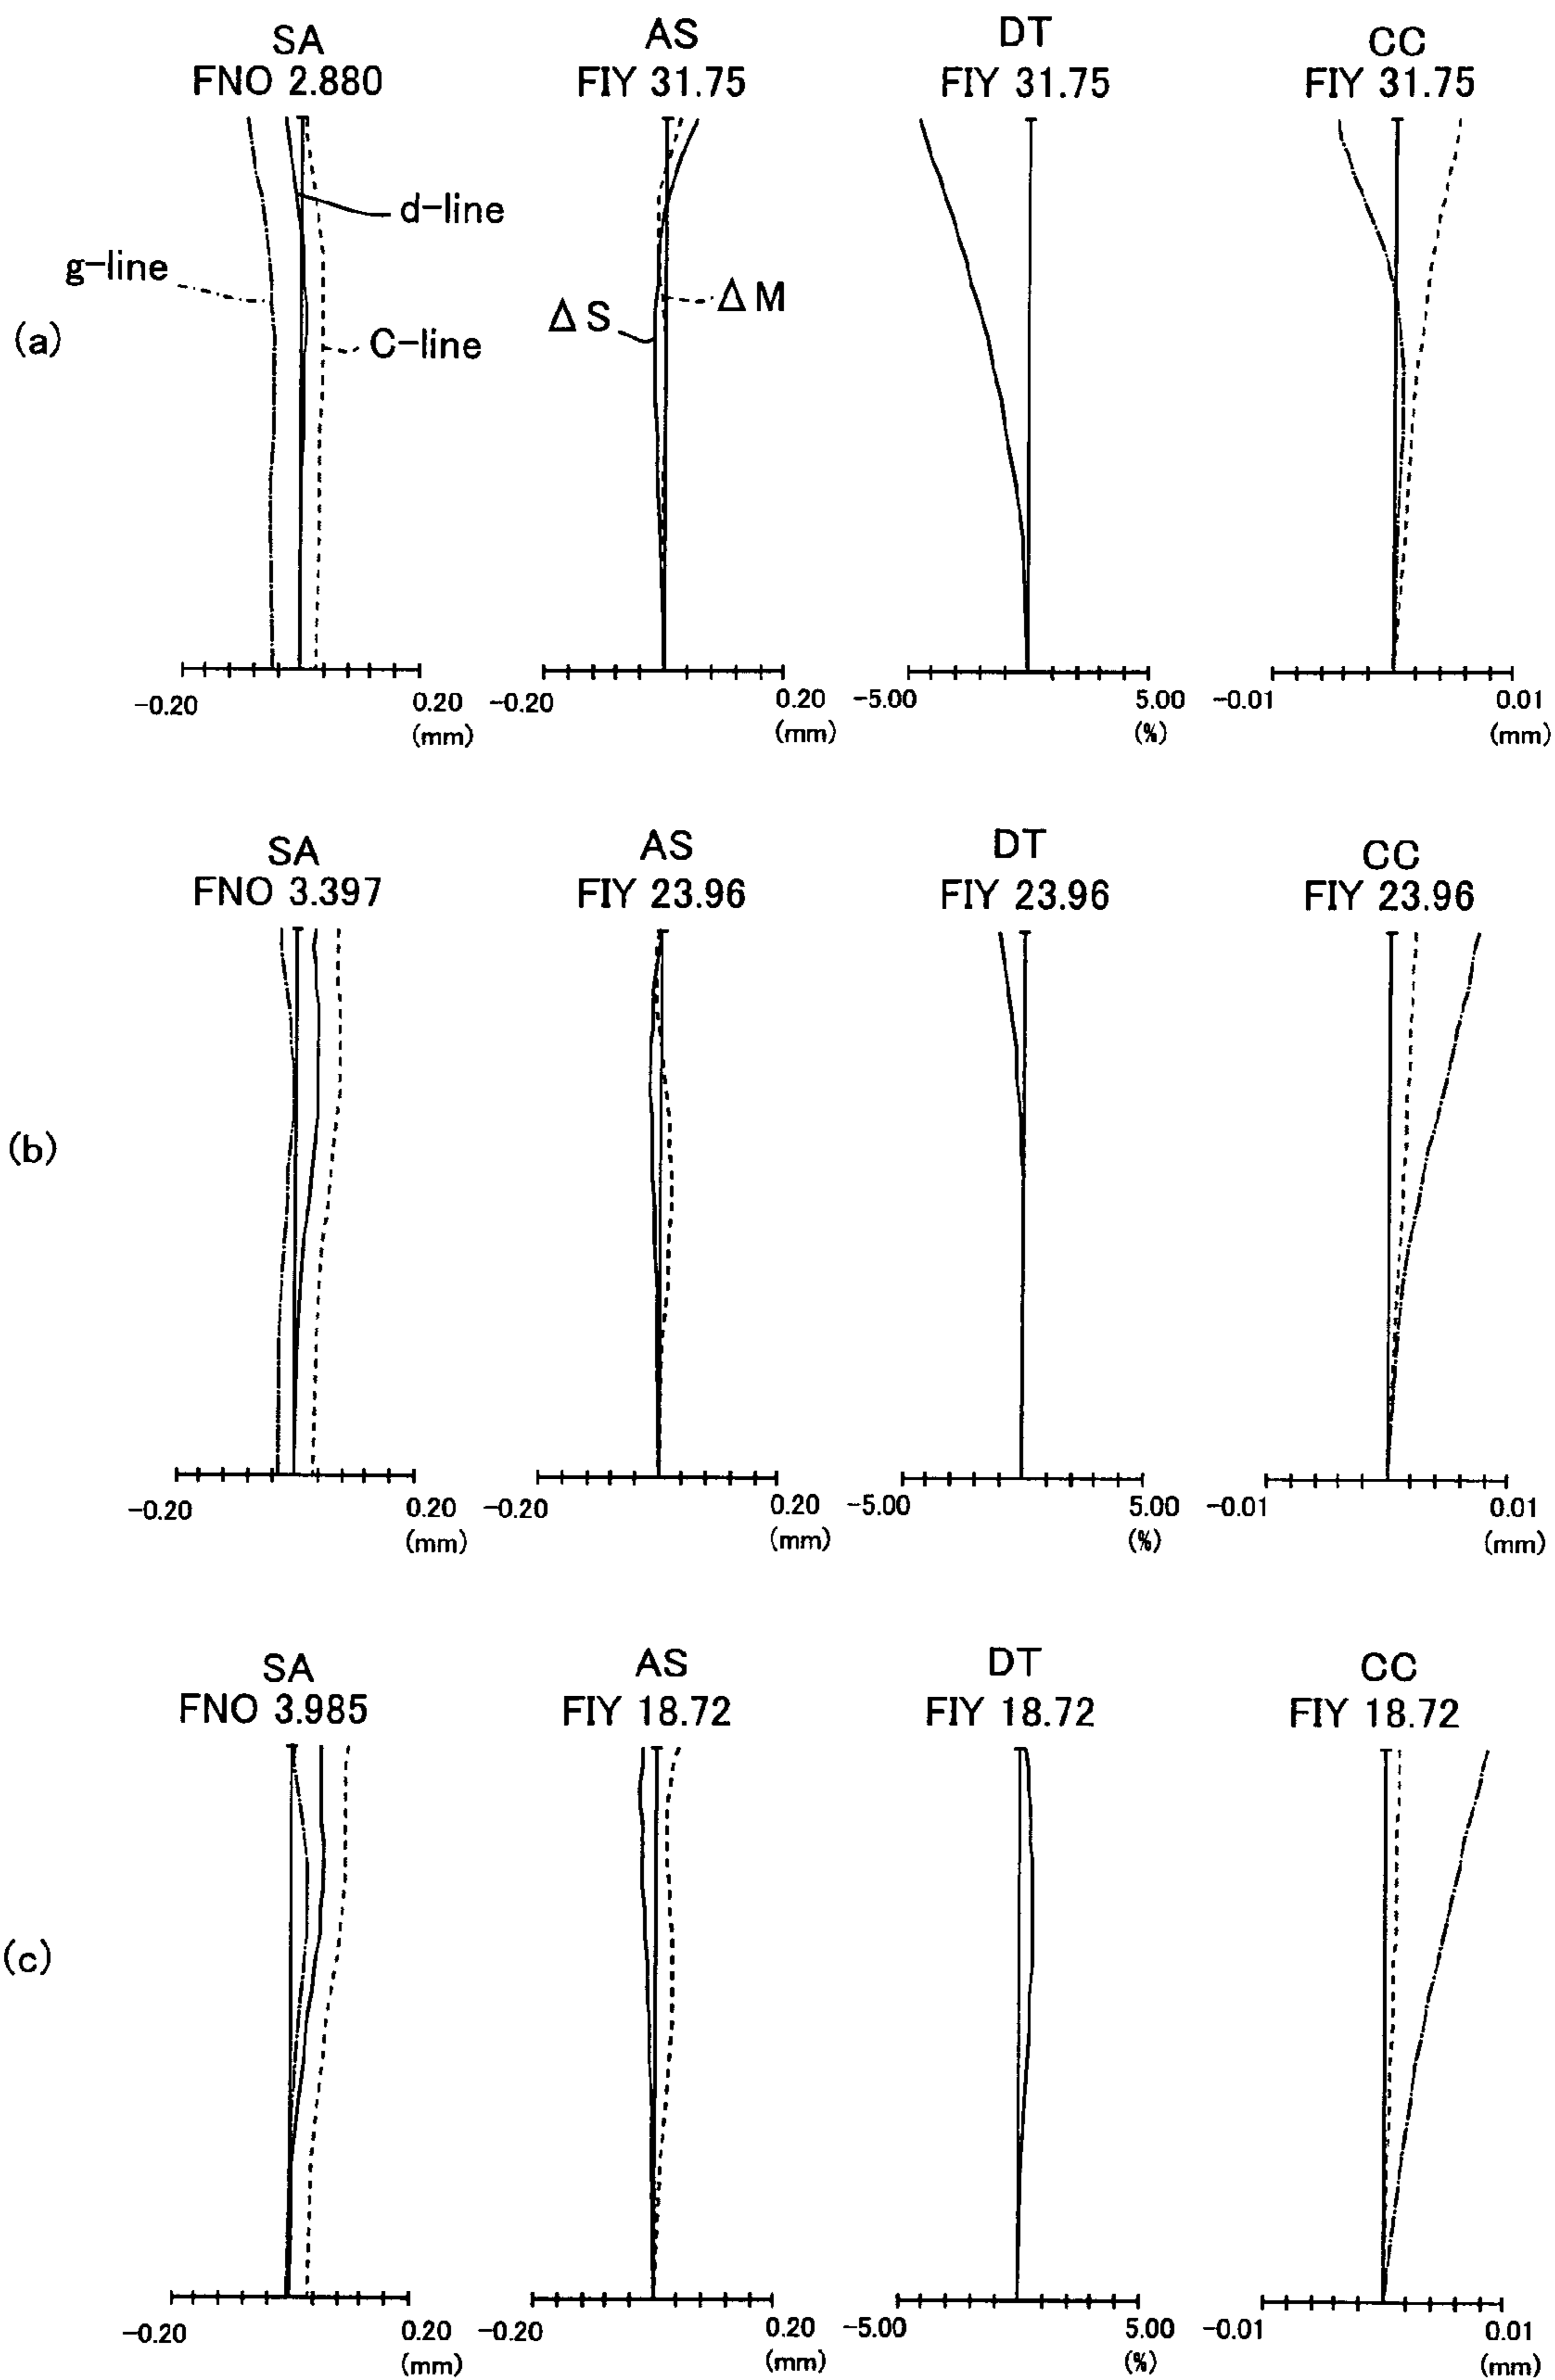 SA AS DT CC
FNO 2.880 FIY 31.75 FIY 31.75 FIY 31.75
d-line
g-line
ΔM
ΔS
(a) C-line
-0.20 0.20 -0.20 0.20 -5.00 5.00 -0.01 0.01
(mm) (mm) (%) (mm)
SA AS DT CC
FNO 3.397 FIY 23.96 FIY 23.96 FIY 23.96
(b)
-0.20 0.20 -0.20 0.20 -5.00 5.00 -0.01 0.01
(mm) (mm) (%) (mm)
SA AS DT CC
FNO 3.985 FIY 18.72 FIY 18.72 FIY 18.72
(c)
-0.20 0.20 -0.20 0.20 -5.00 5.00 -0.01 0.01
(mm) (mm) (%) (mm)